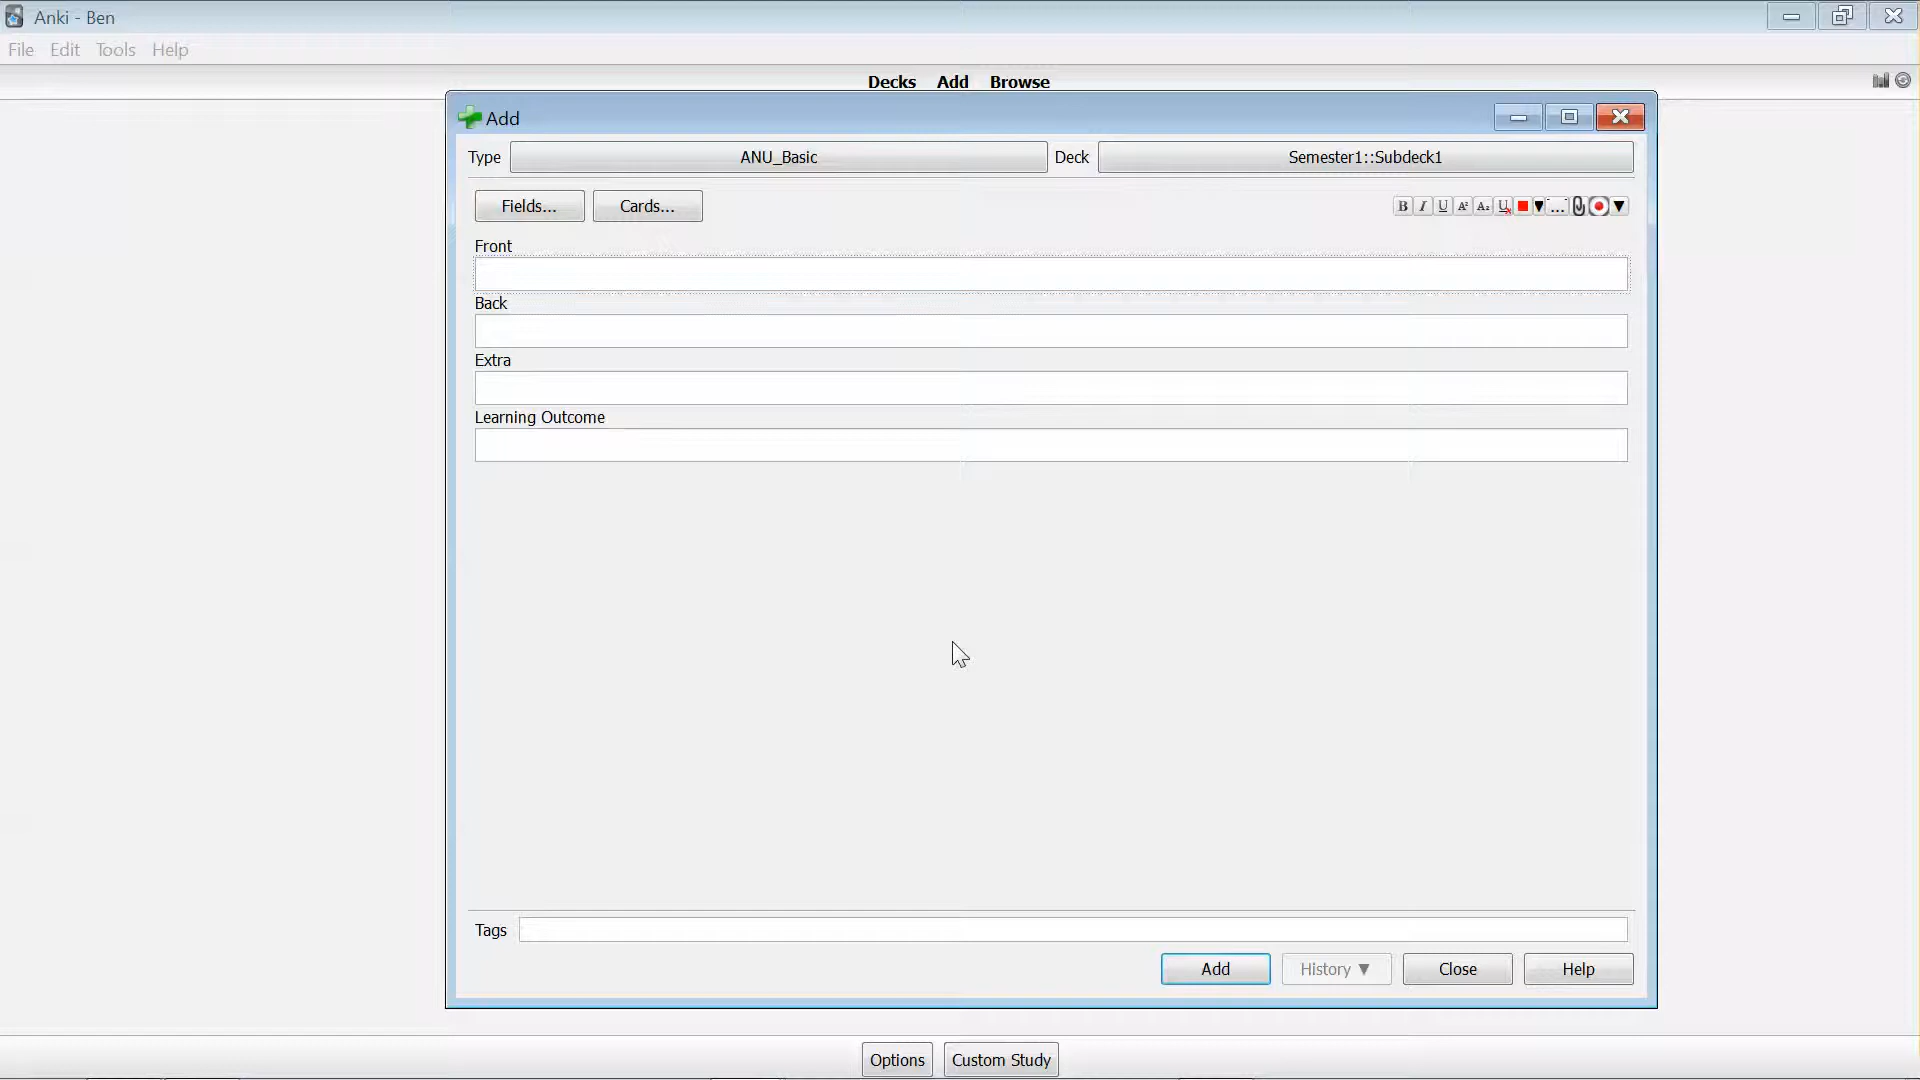 Anki - Ben
File Edit Tools Help
Decks Add Browse
Add
Type ANU_Basic Deck Semester1::Subdeck1
Fields... Cards... B I U A² A₂ U ▼ [...] ▼
Front
Back
Extra
Learning Outcome
Tags
Add History ▼ Close Help
Options Custom Study